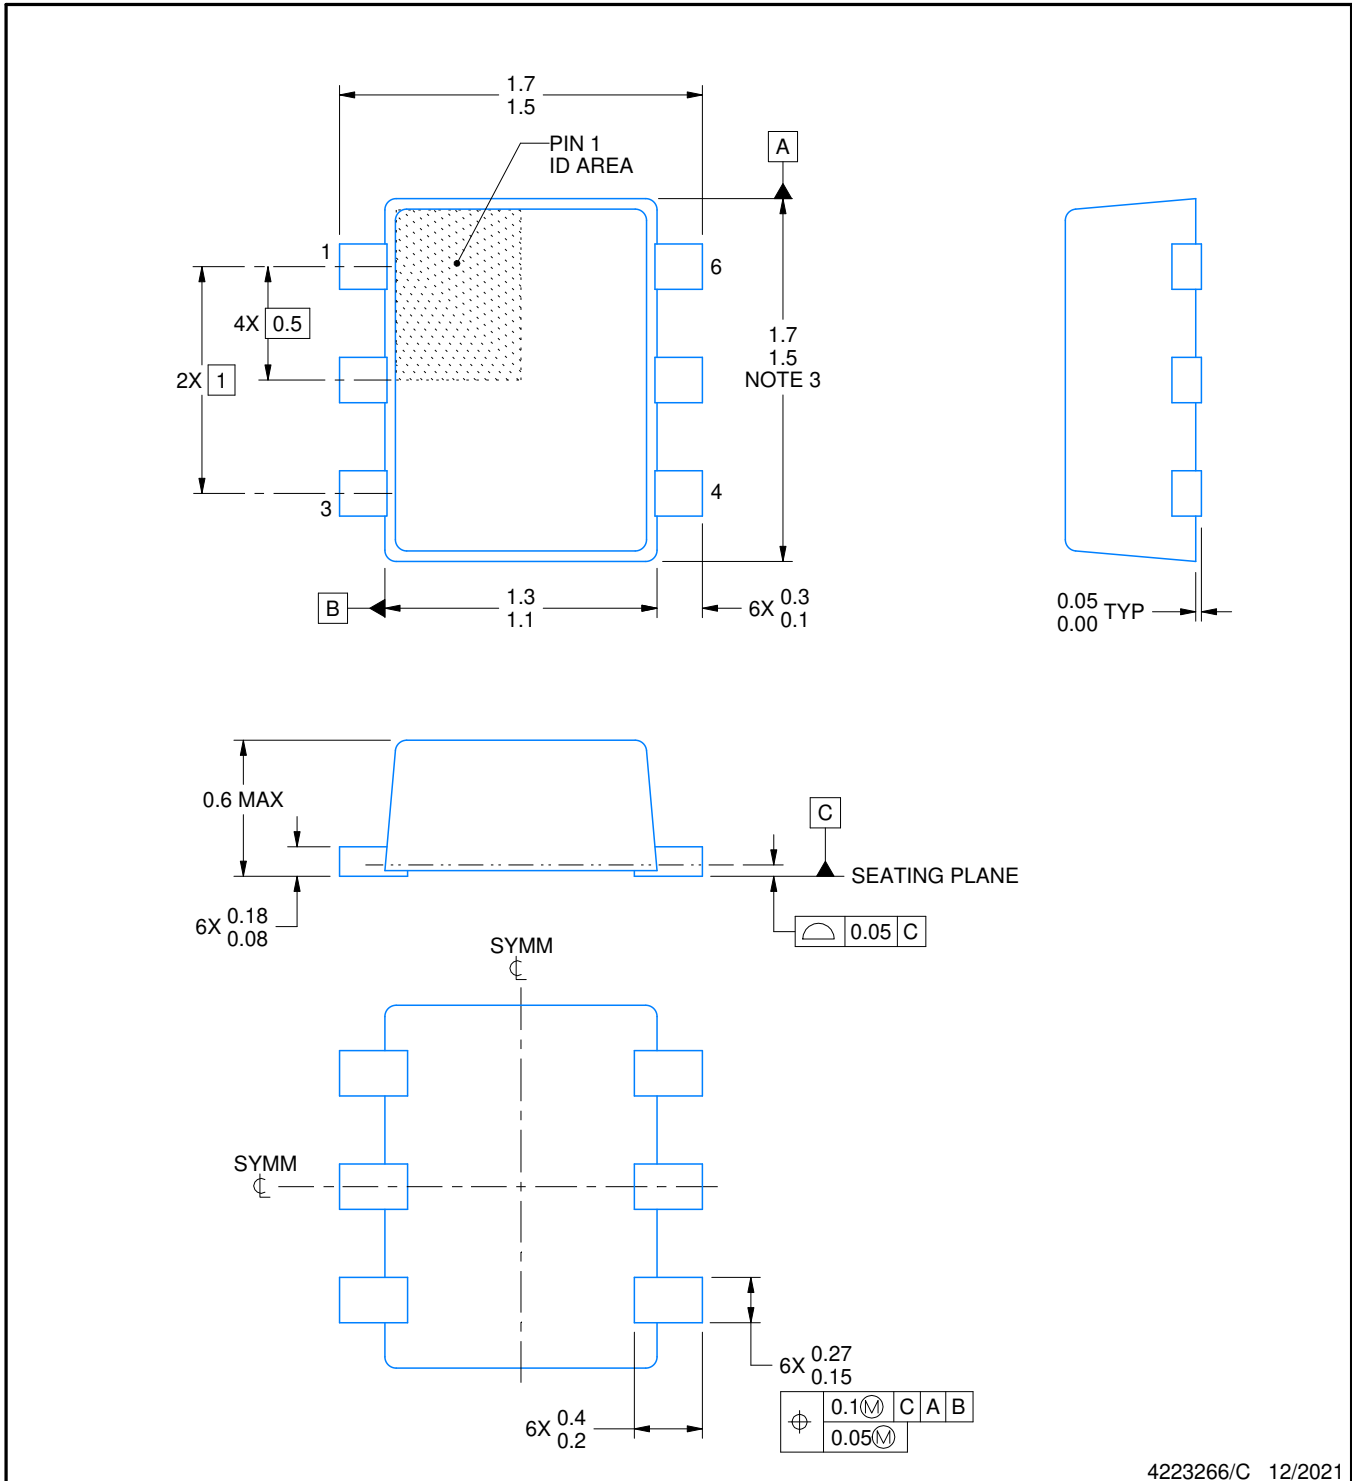 1.7
1.5
PIN 1
ID AREA
A
1
6
4X 0.5
2X 1
1.7
1.5
NOTE 3
3
4
B
1.3
1.1
6X 0.3
0.1
0.05
0.00 TYP
0.6 MAX
C
SEATING PLANE
6X 0.18
0.08
0.05 C
SYMM
SYMM
6X 0.27
0.15
0.1Ⓜ C A B
0.05Ⓜ
6X 0.4
0.2
4223266/C 12/2021